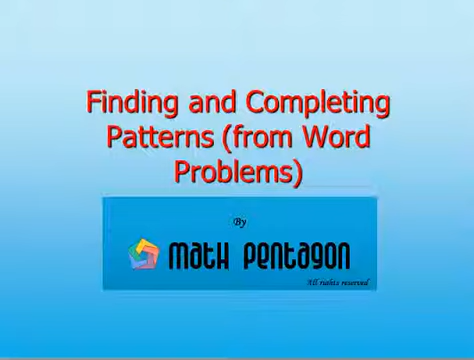 Finding and Completing
Patterns (from Word
Problems)
By
math pentagon
All rights reserved